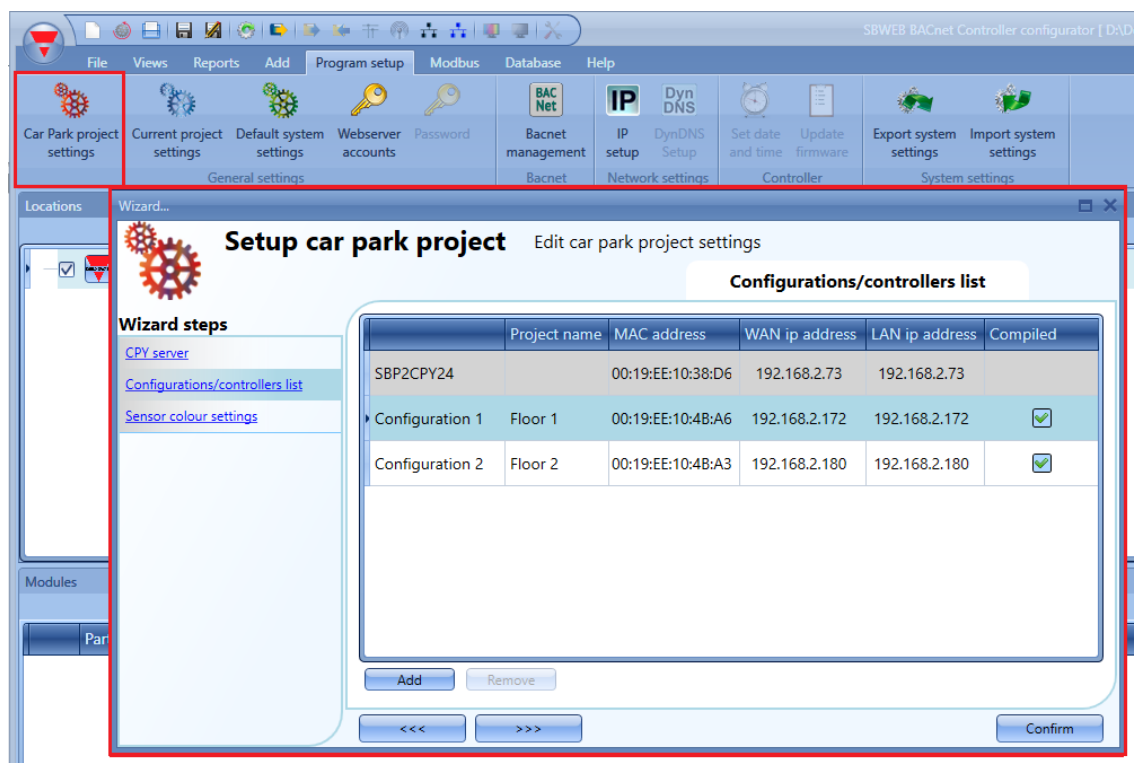 SBWEB BACnet Controller configurator [ D:\D
File Views Reports Add Program setup Modbus Database Help
BAC Net IP Dyn DNS
Car Park project settings
Current project settings
Default system settings
Webserver accounts
Password
Bacnet management
IP setup
DynDNS Setup
Set date and time
Update firmware
Export system settings
Import system settings
General settings Bacnet Network settings Controller System settings
Locations
Wizard...
Setup car park project Edit car park project settings
Configurations/controllers list
Wizard steps
CPY server
Configurations/controllers list
Sensor colour settings
Project name MAC address WAN ip address LAN ip address Compiled
SBP2CPY24 00:19:EE:10:38:D6 192.168.2.73 192.168.2.73
Configuration 1 Floor 1 00:19:EE:10:4B:A6 192.168.2.172 192.168.2.172
Configuration 2 Floor 2 00:19:EE:10:4B:A3 192.168.2.180 192.168.2.180
Modules
Par
Add Remove
<<< >>> Confirm